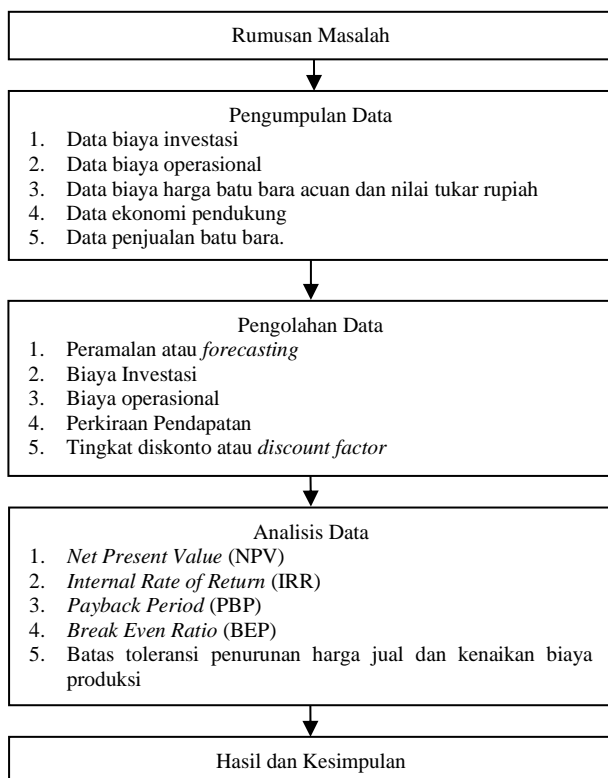 Rumusan Masalah
Pengumpulan Data
1. Data biaya investasi
2. Data biaya operasional
3. Data biaya harga batu bara acuan dan nilai tukar rupiah
4. Data ekonomi pendukung
5. Data penjualan batu bara.
Pengolahan Data
1. Peramalan atau forecasting
2. Biaya Investasi
3. Biaya operasional
4. Perkiraan Pendapatan
5. Tingkat diskonto atau discount factor
Analisis Data
1. Net Present Value (NPV)
2. Internal Rate of Return (IRR)
3. Payback Period (PBP)
4. Break Even Ratio (BEP)
5. Batas toleransi penurunan harga jual dan kenaikan biaya
produksi
Hasil dan Kesimpulan